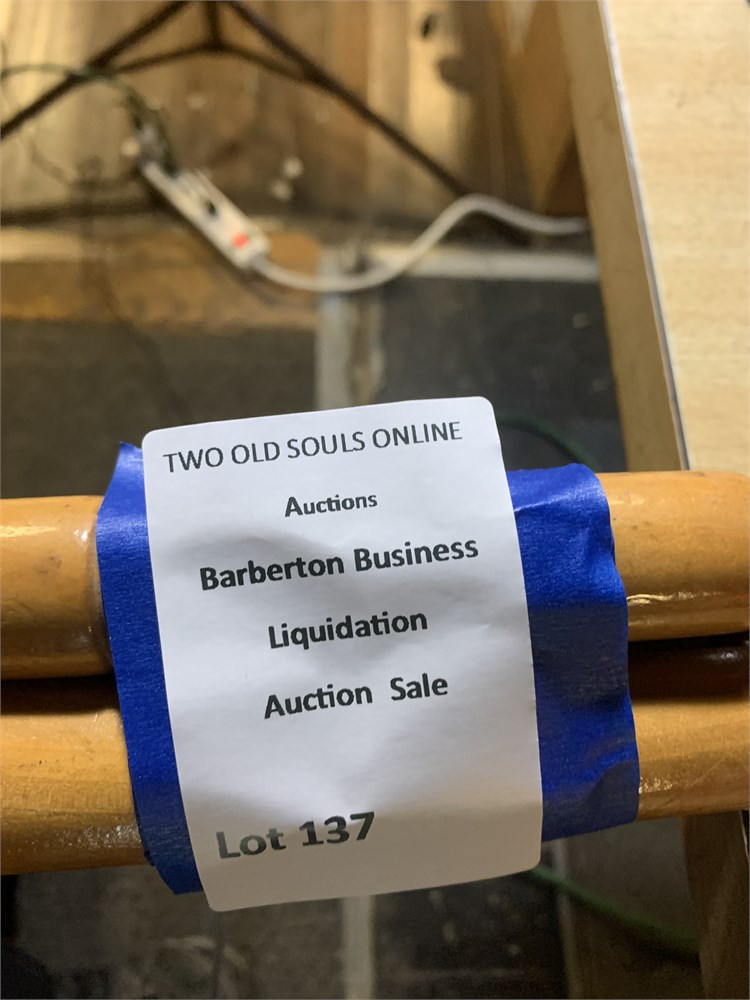 TWO OLD SOULS ONLINE
Auctions
Barberton Business
Liquidation
Auction Sale
Lot 137